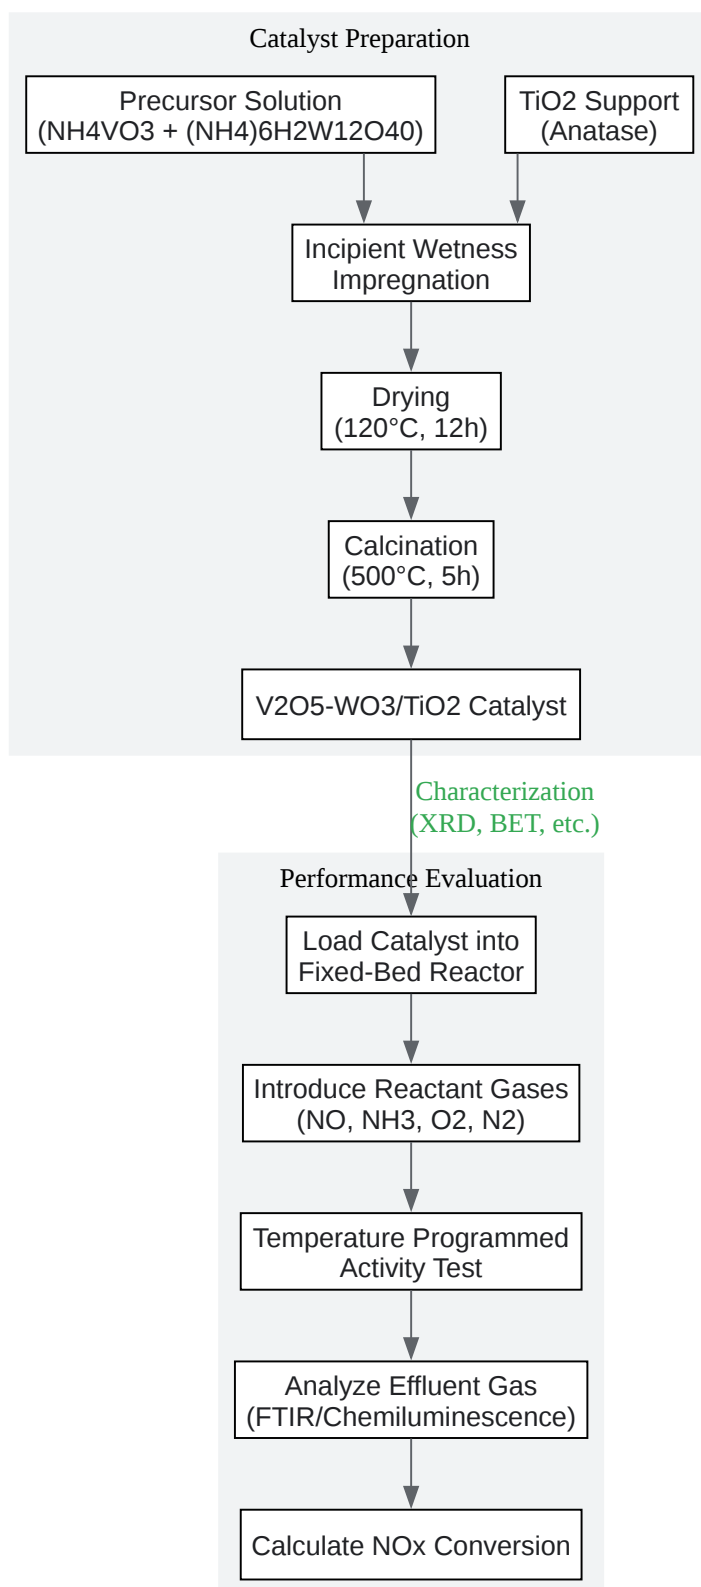 Catalyst Preparation
Precursor Solution
(NH4VO3 + (NH4)6H2W12O40)
TiO2 Support
(Anatase)
Incipient Wetness
Impregnation
Drying
(120°C, 12h)
Calcination
(500°C, 5h)
V2O5-WO3/TiO2 Catalyst
Characterization
(XRD, BET, etc.)
Performance Evaluation
Load Catalyst into
Fixed-Bed Reactor
Introduce Reactant Gases
(NO, NH3, O2, N2)
Temperature Programmed
Activity Test
Analyze Effluent Gas
(FTIR/Chemiluminescence)
Calculate NOx Conversion